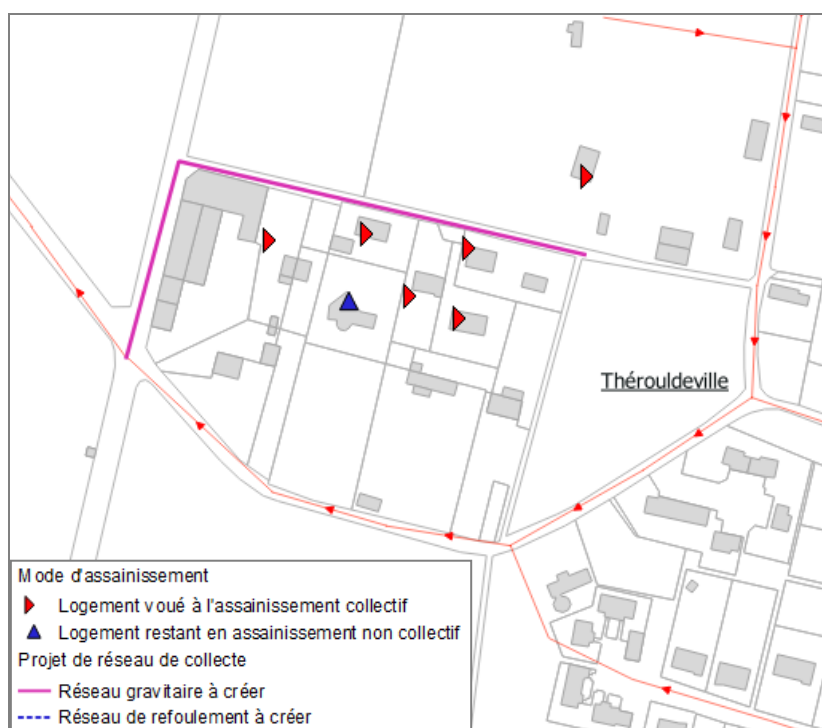 Thérouldeville
Mode d'assainissement
Logement voué à l'assainissement collectif
Logement restant en assainissement non collectif
Projet de réseau de collecte
Réseau gravitaire à créer
Réseau de refoulement à créer